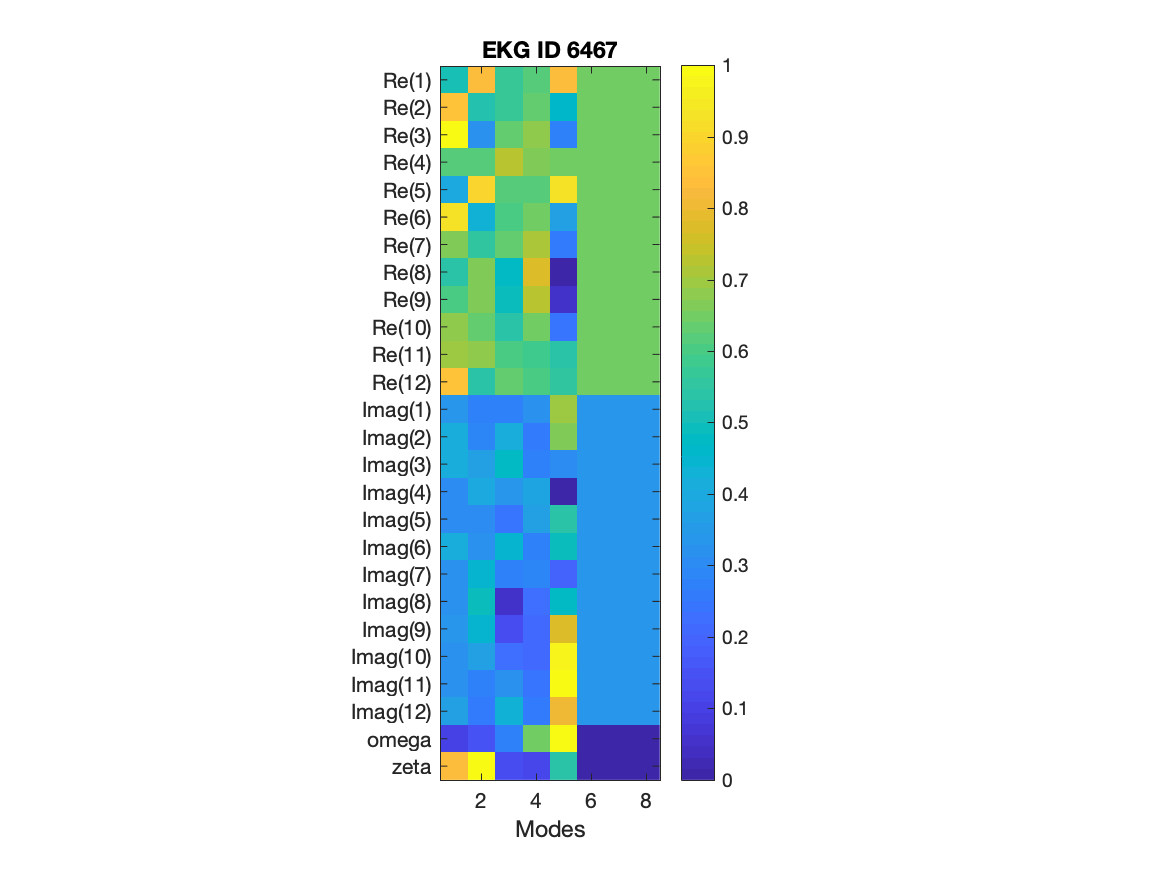 EKG ID 6467
Re(1)
Re(2)
Re(3)
Re(4)
Re(5)
Re(6)
Re(7)
Re(8)
Re(9)
Re(10)
Re(11)
Re(12)
Imag(1)
Imag(2)
Imag(3)
Imag(4)
Imag(5)
Imag(6)
Imag(7)
Imag(8)
Imag(9)
Imag(10)
Imag(11)
Imag(12)
omega
zeta
2 4 6 8
Modes
1
0.9
0.8
0.7
0.6
0.5
0.4
0.3
0.2
0.1
0